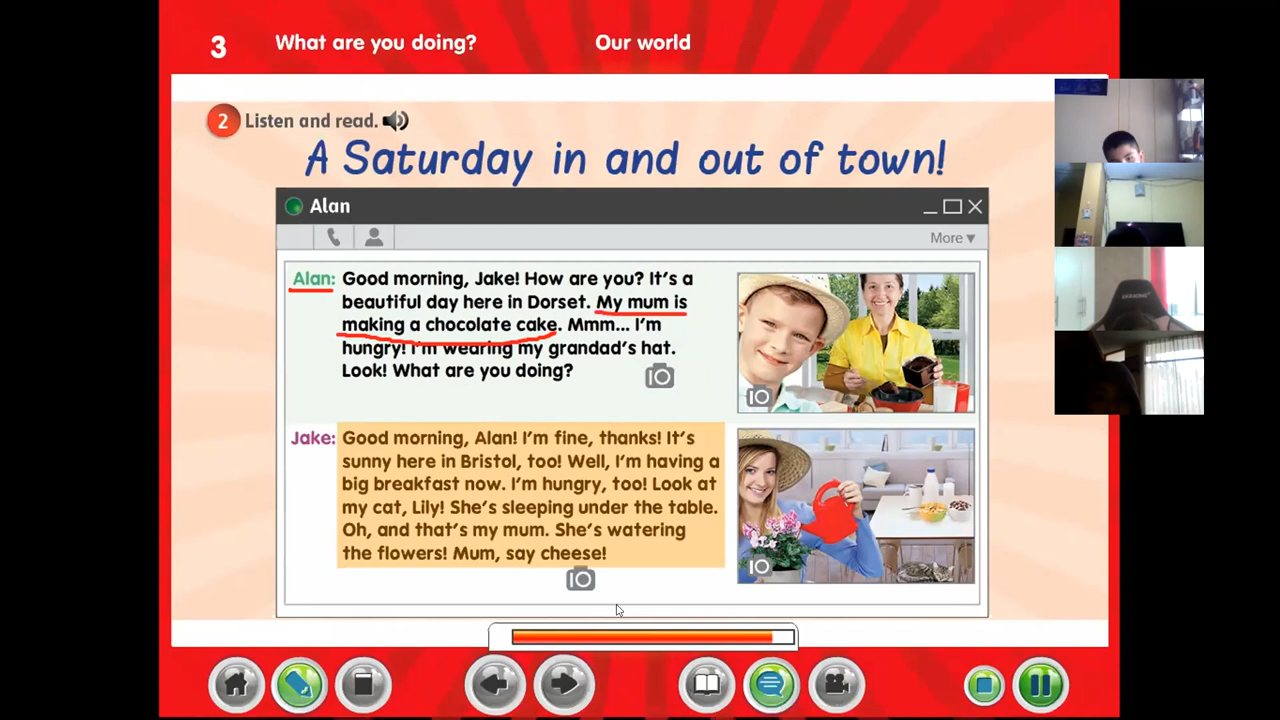 3 What are you doing? Our world
2 Listen and read.
A Saturday in and out of town!
Alan
More
Alan: Good morning, Jake! How are you? It's a
beautiful day here in Dorset. My mum is
making a chocolate cake. Mmm... I'm
hungry! I'm wearing my grandad's hat.
Look! What are you doing?
Jake: Good morning, Alan! I'm fine, thanks! It's
sunny here in Bristol, too! Well, I'm having a
big breakfast now. I'm hungry, too! Look at
my cat, Lily! She's sleeping under the table.
Oh, and that's my mum. She's watering
the flowers! Mum, say cheese!